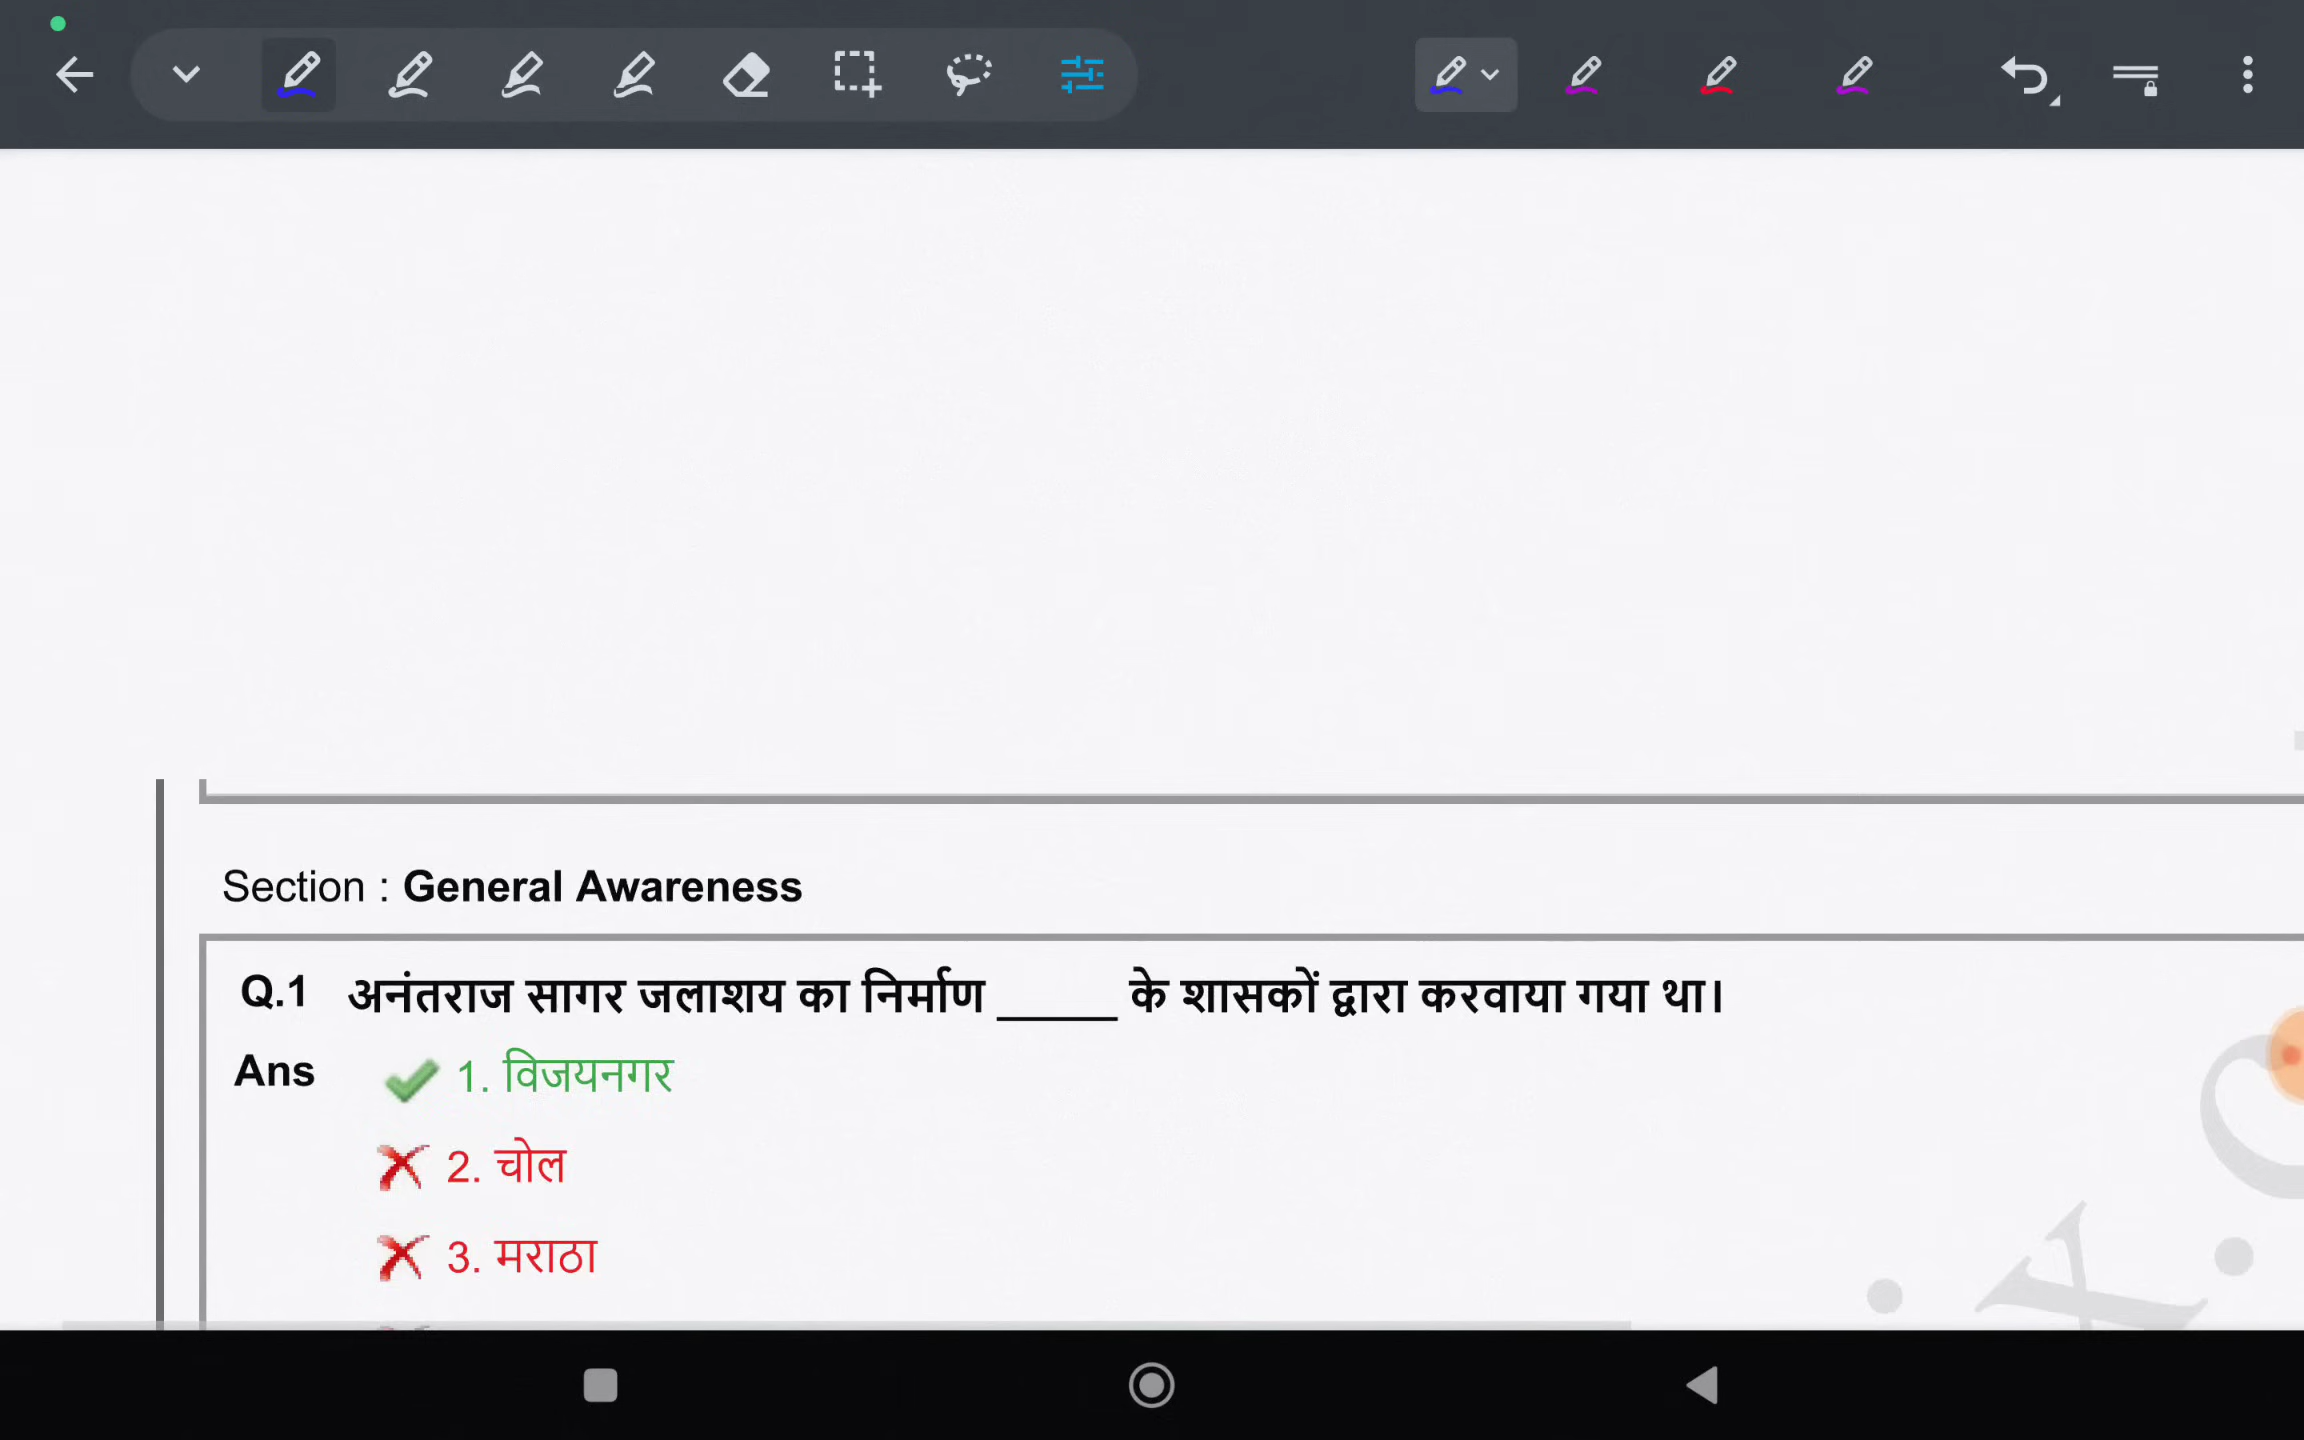 Section : General Awareness
Q.1 अनंतराज सागर जलाशय का निर्माण _____ के शासकों द्वारा करवाया गया था।
Ans 1. विजयनगर
2. चोल
3. मराठा